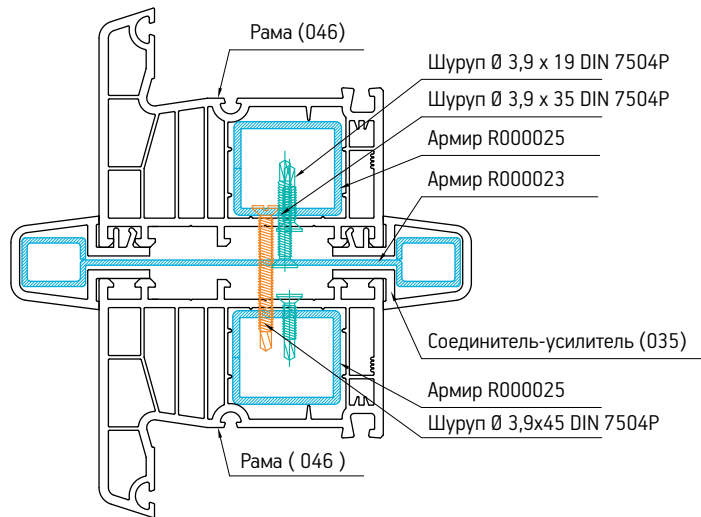 Рама (046)
Шуруп Ø 3,9 x 19 DIN 7504P
Шуруп Ø 3,9 x 35 DIN 7504P
Армир R000025
Армир R000023
Соединитель-усилитель (035)
Армир R000025
Шуруп Ø 3,9x45 DIN 7504P
Рама ( 046 )